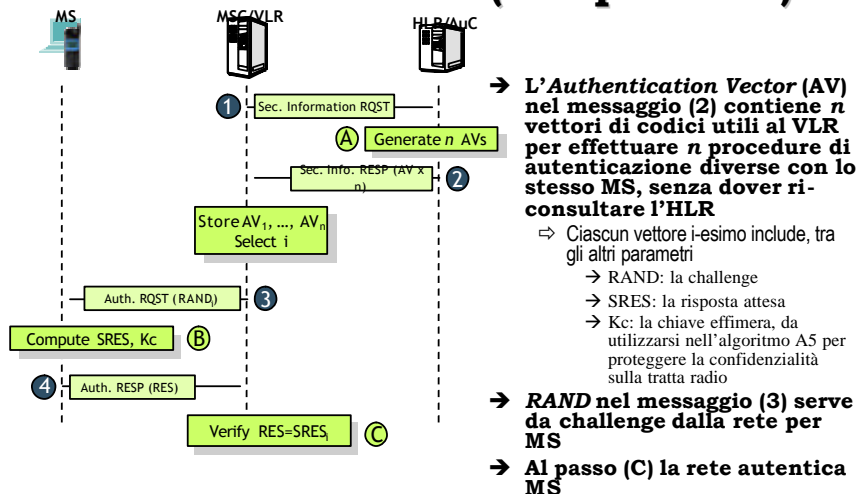 MS
MSC/VLR
HLR/AuC
1
Sec. Information RQST
A
Generate n AVs
Sec. Info. RESP (AV x
n)
2
Store AV1, …, AVn
Select i
Auth. RQST (RANDi)
3
Compute SRES, Kc
B
4
Auth. RESP (RES)
Verify RES=SRESi
C
➔ L'Authentication Vector (AV)
nel messaggio (2) contiene n
vettori di codici utili al VLR
per effettuare n procedure di
autenticazione diverse con lo
stesso MS, senza dover ri-
consultare l'HLR
⇨ Ciascun vettore i-esimo include, tra
gli altri parametri
→ RAND: la challenge
→ SRES: la risposta attesa
→ Kc: la chiave effimera, da
utilizzarsi nell'algoritmo A5 per
proteggere la confidenzialità
sulla tratta radio
➔ RAND nel messaggio (3) serve
da challenge dalla rete per
MS
➔ Al passo (C) la rete autentica
MS